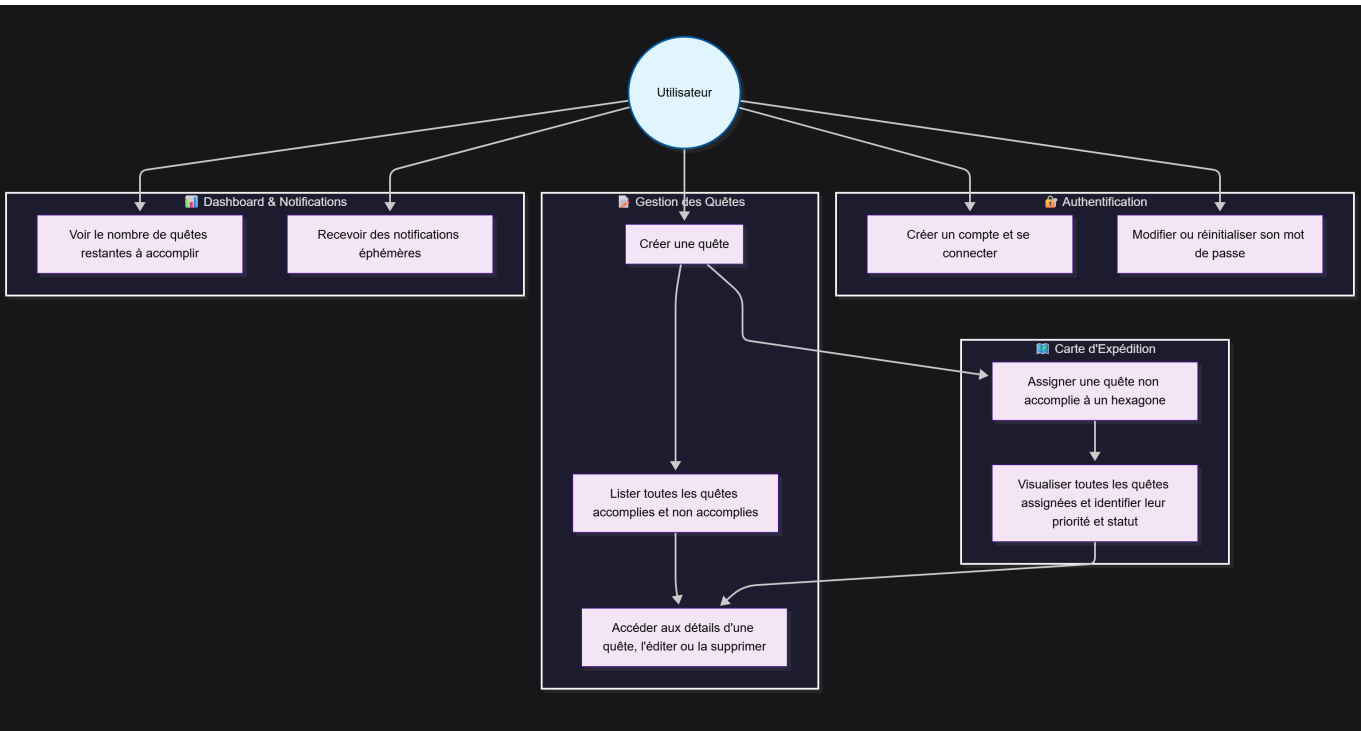 Utilisateur
📊 Dashboard & Notifications
Voir le nombre de quêtes
restantes à accomplir
Recevoir des notifications
éphémères
📝 Gestion des Quêtes
Créer une quête
🔐 Authentification
Créer un compte et se
connecter
Modifier ou réinitialiser son mot
de passe
🗺️ Carte d'Expédition
Assigner une quête non
accomplie à un hexagone
Visualiser toutes les quêtes
assignées et identifier leur
priorité et statut
Lister toutes les quêtes
accomplies et non accomplies
Accéder aux détails d'une
quête, l'éditer ou la supprimer